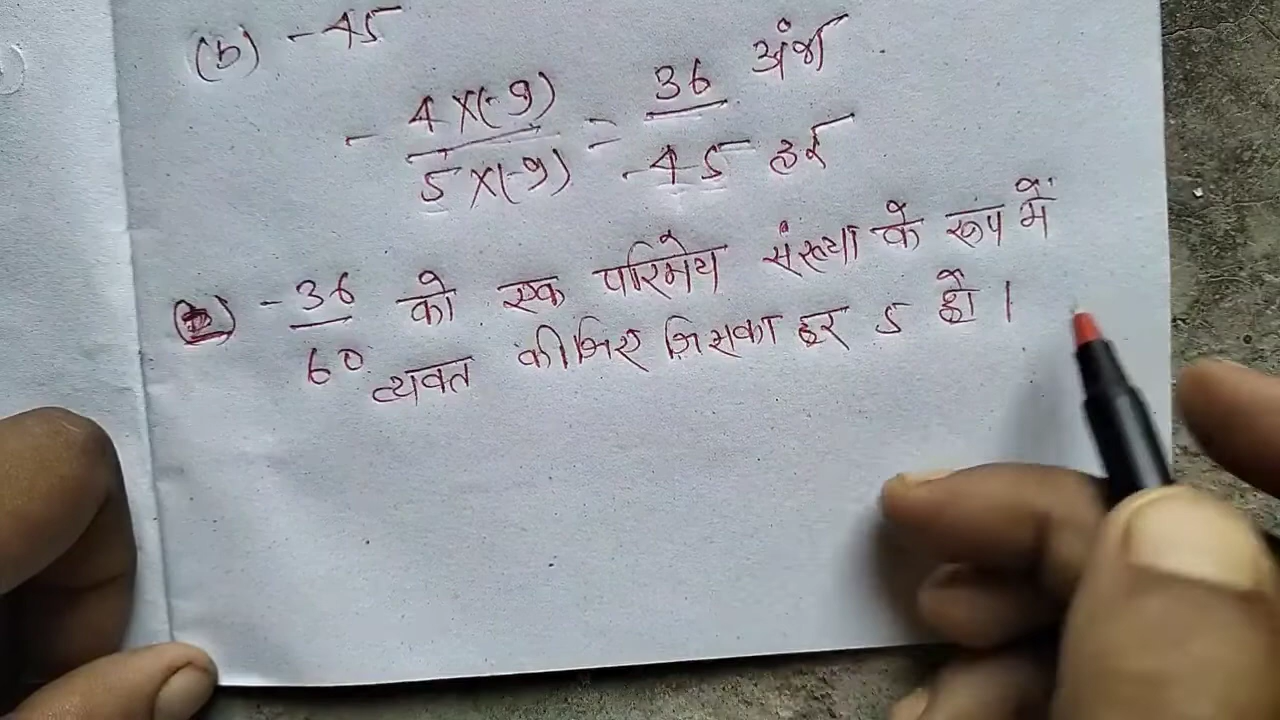 (b) -45
- 4×(-9) / 5×(-9) = 36 / -45 अंश हर
-36/60 को एक परिमेय संख्या के रूप में
व्यक्त कीजिए जिसका हर 5 हो।